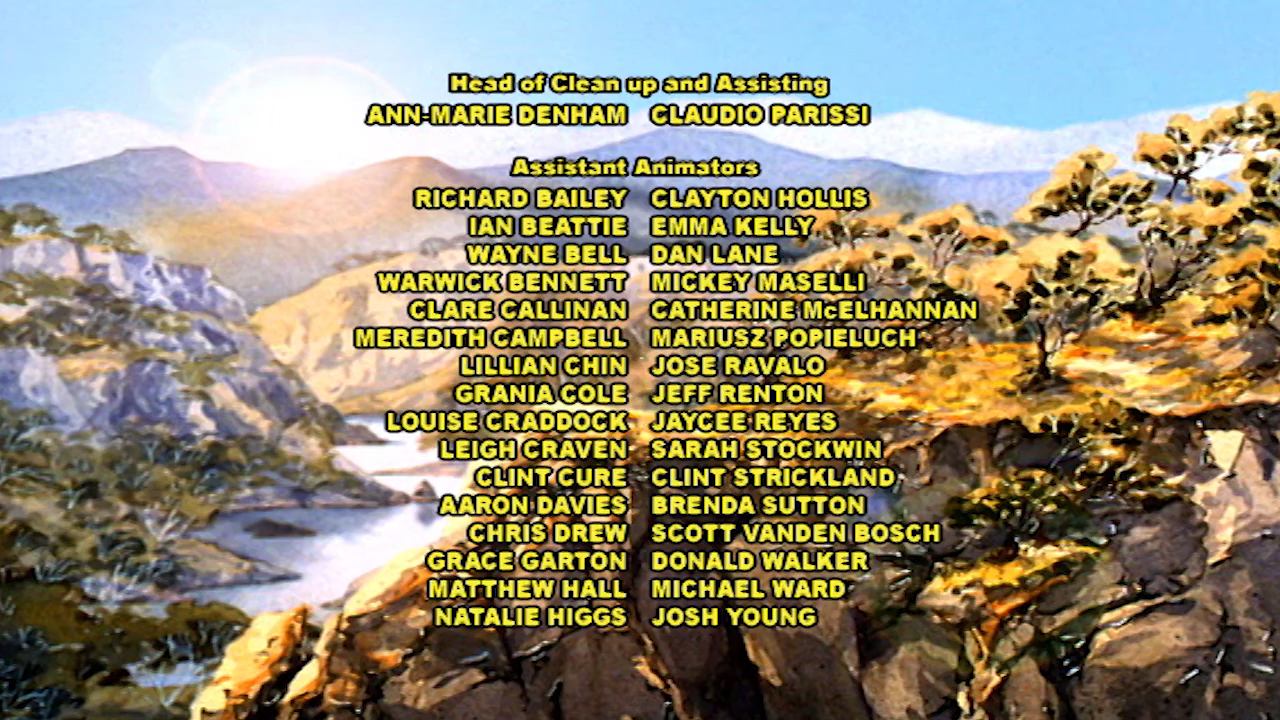 Head of Clean up and Assisting
ANN-MARIE DENHAM CLAUDIO PARISSI
Assistant Animators
RICHARD BAILEY CLAYTON HOLLIS
IAN BEATTIE EMMA KELLY
WAYNE BELL DAN LANE
WARWICK BENNETT MICKEY MASELLI
CLARE CALLINAN CATHERINE McELHANNAN
MEREDITH CAMPBELL MARIUSZ POPIELUCH
LILLIAN CHIN JOSE RAVALO
GRANIA COLE JEFF RENTON
LOUISE CRADDOCK JAYCEE REYES
LEIGH CRAVEN SARAH STOCKWIN
CLINT CURE CLINT STRICKLAND
AARON DAVIES BRENDA SUTTON
CHRIS DREW SCOTT VANDEN BOSCH
GRACE GARTON DONALD WALKER
MATTHEW HALL MICHAEL WARD
NATALIE HIGGS JOSH YOUNG